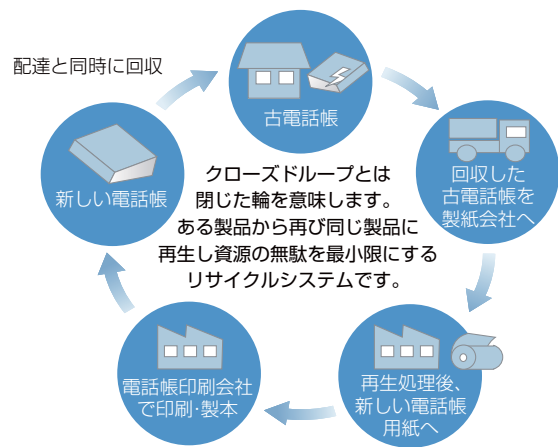 配達と同時に回収
古電話帳
回収した
古電話帳を
製紙会社へ
再生処理後、
新しい電話帳
用紙へ
電話帳印刷会社
で印刷・製本
新しい電話帳
クローズドループとは
閉じた輪を意味します。
ある製品から再び同じ製品に
再生し資源の無駄を最小限にする
リサイクルシステムです。